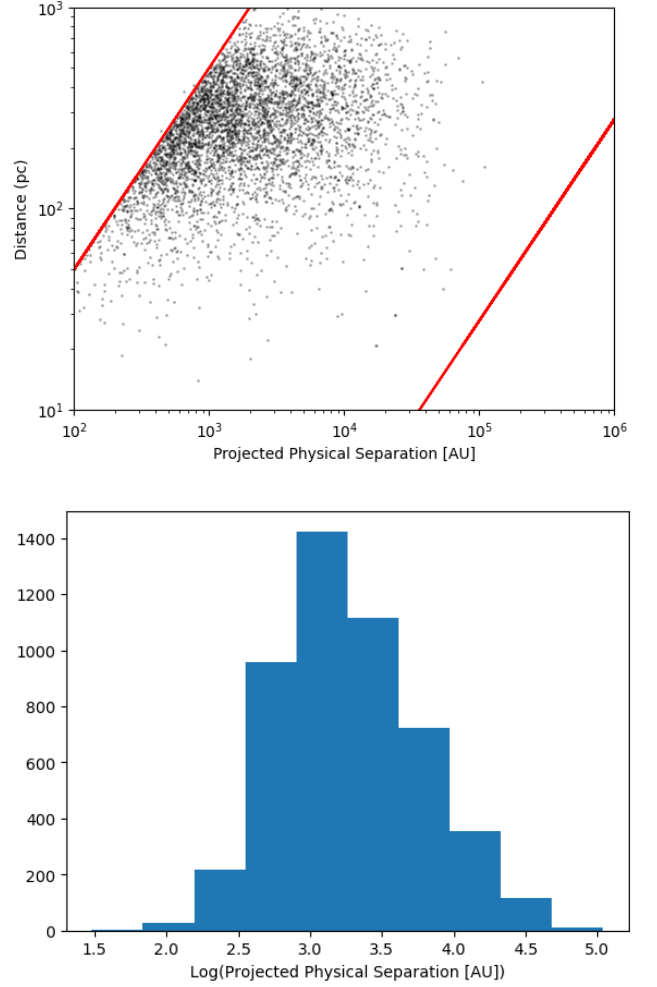 10³
10²
10¹
Distance (pc)
10² 10³ 10⁴ 10⁵ 10⁶
Projected Physical Separation [AU]
1400
1200
1000
800
600
400
200
0
1.5 2.0 2.5 3.0 3.5 4.0 4.5 5.0
Log(Projected Physical Separation [AU])